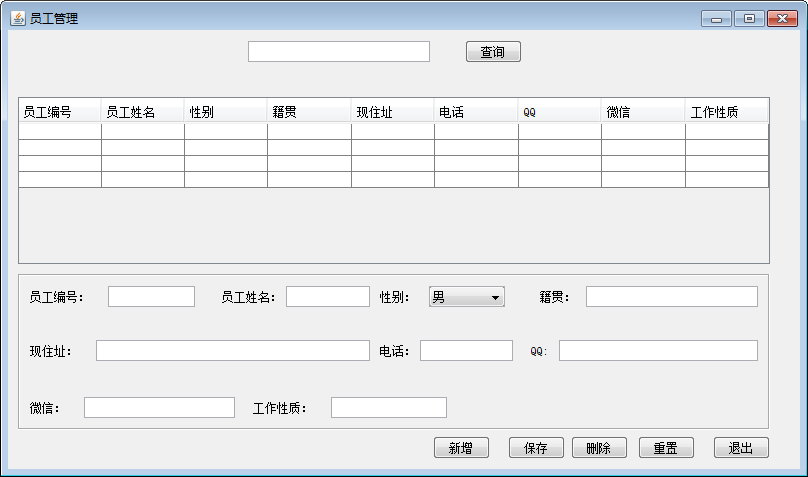 员工管理
查询
员工编号 员工姓名 性别 籍贯 现住址 电话 QQ 微信 工作性质
员工编号： 员工姓名： 性别： 男 籍贯：
现住址： 电话： QQ:
微信： 工作性质：
新增 保存 删除 重置 退出